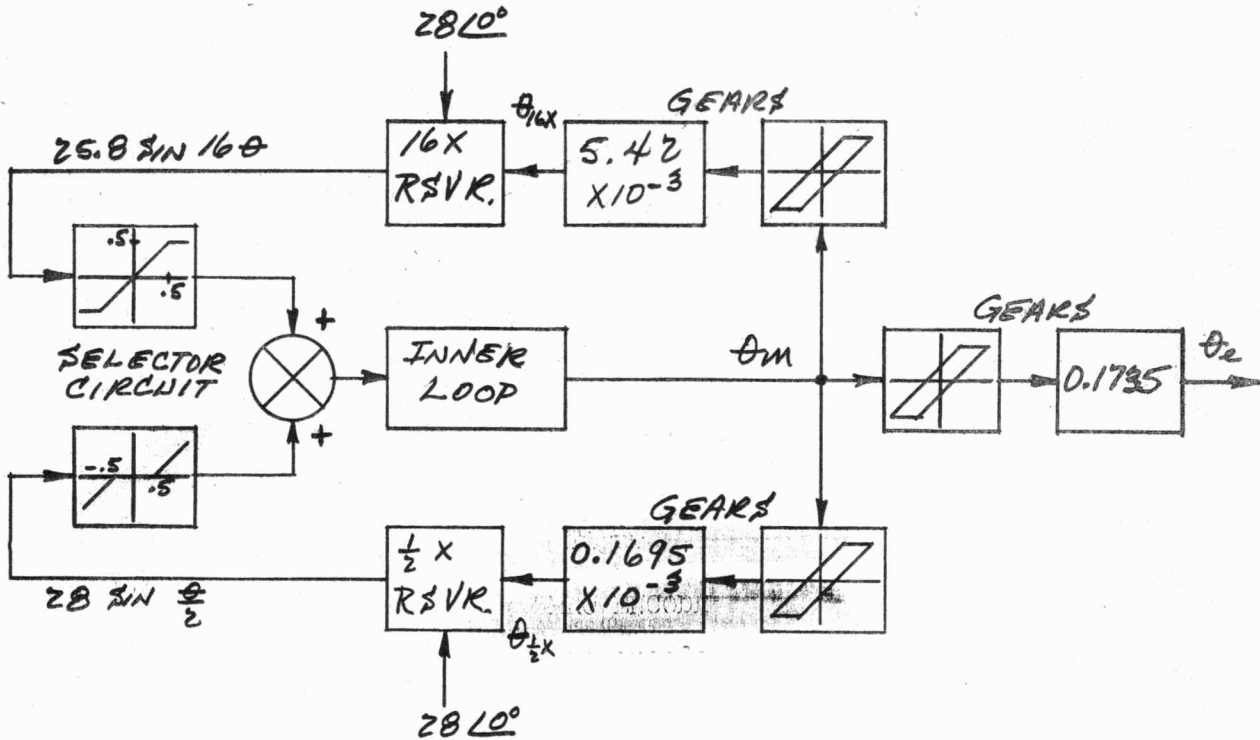 28 ∠0°
GEARS
θ16X
25.8 SIN 16θ
16X
RSVR.
5.42
X10⁻³
.5
.5
GEARS
+
SELECTOR
CIRCUIT
INNER
LOOP
θm
0.1735
θe
+
-.5
.5
GEARS
½ X
RSVR.
0.1695
X10⁻³
28 SIN θ/2
θ½X
28 ∠0°